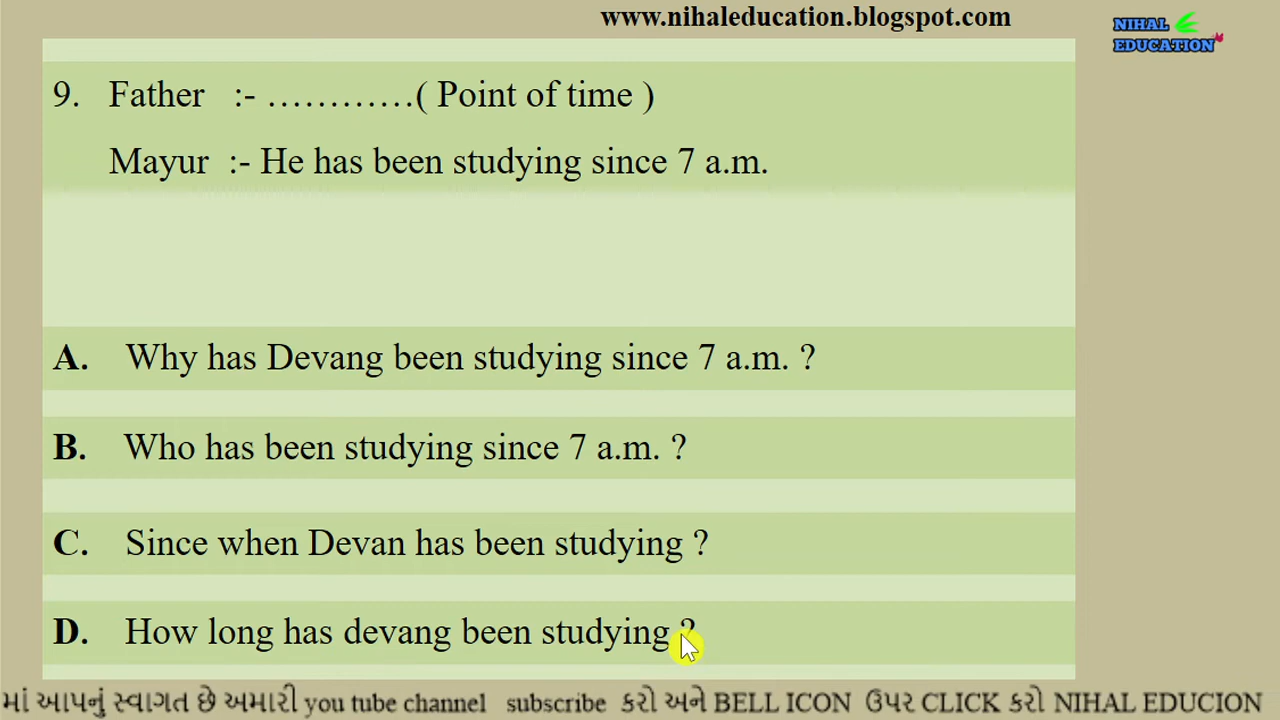 www.nihaleducation.blogspot.com
NIHAL
EDUCATION
9. Father :- …………( Point of time )
Mayur :- He has been studying since 7 a.m.
A. Why has Devang been studying since 7 a.m. ?
B. Who has been studying since 7 a.m. ?
C. Since when Devan has been studying ?
D. How long has devang been studying ?
માં આપનું સ્વાગત છે અમારી you tube channel subscribe કરો અને BELL ICON ઉપર CLICK કરો NIHAL EDUCION